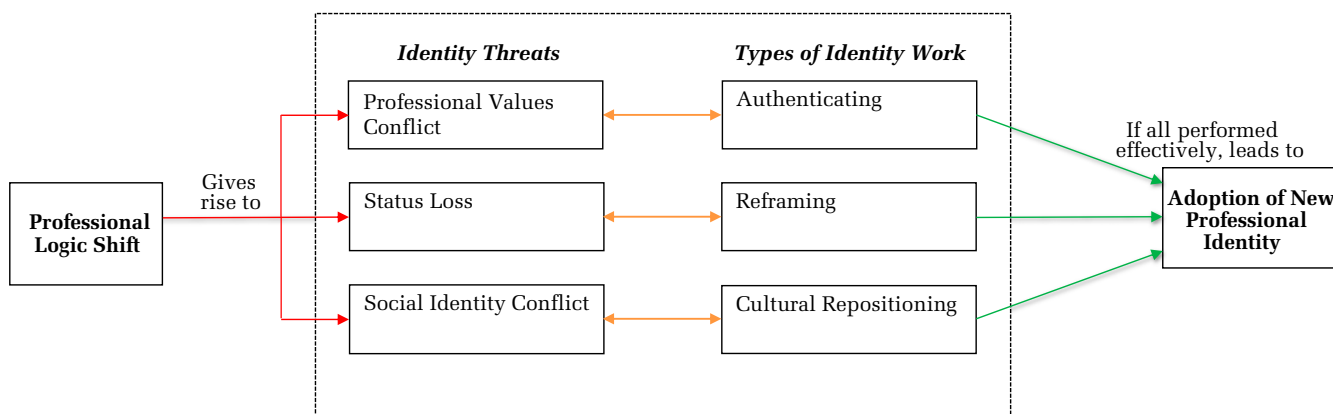 Identity Threats
Types of Identity Work
Professional Values
Conflict
Authenticating
If all performed
effectively, leads to
Gives
rise to
Professional
Logic Shift
Status Loss
Reframing
Adoption of New
Professional
Identity
Social Identity Conflict
Cultural Repositioning